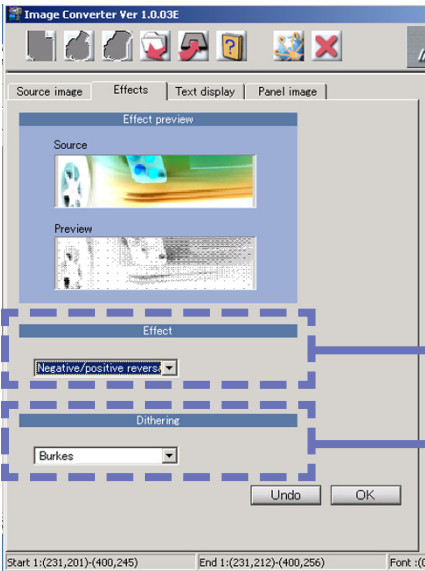 Image Converter Ver 1.0.03E
Source image Effects Text display Panel image
Effect preview
Source
Preview
Effect
Negative/positive revers
Dithering
Burkes
Undo OK
Start 1:(231,201)-(400,245) End 1:(231,212)-(400,256) Font :(